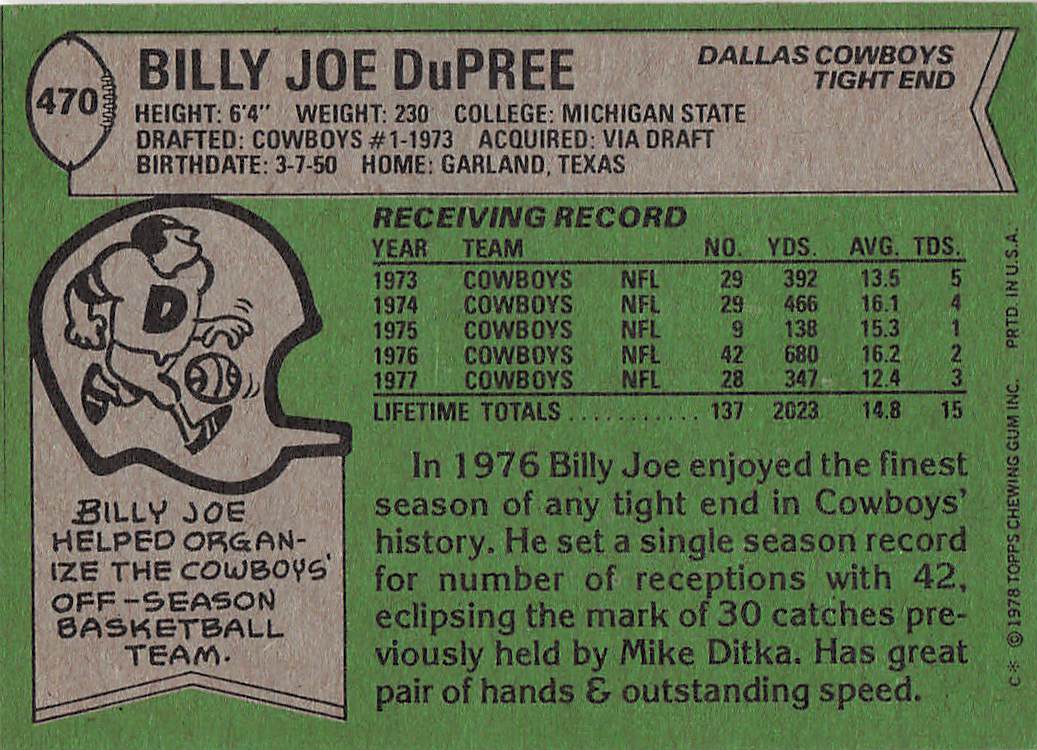 470
BILLY JOE DuPREE
DALLAS COWBOYS
TIGHT END
HEIGHT: 6'4" WEIGHT: 230 COLLEGE: MICHIGAN STATE
DRAFTED: COWBOYS #1-1973 ACQUIRED: VIA DRAFT
BIRTHDATE: 3-7-50 HOME: GARLAND, TEXAS
D
BILLY JOE
HELPED ORGAN-
IZE THE COWBOYS'
OFF-SEASON
BASKETBALL
TEAM.
RECEIVING RECORD
YEAR TEAM NO. YDS. AVG. TDS.
1973 COWBOYS NFL 29 392 13.5 5
1974 COWBOYS NFL 29 466 16.1 4
1975 COWBOYS NFL 9 138 15.3 1
1976 COWBOYS NFL 42 680 16.2 2
1977 COWBOYS NFL 28 347 12.4 3
LIFETIME TOTALS ........... 137 2023 14.8 15
In 1976 Billy Joe enjoyed the finest
season of any tight end in Cowboys'
history. He set a single season record
for number of receptions with 42,
eclipsing the mark of 30 catches pre-
viously held by Mike Ditka. Has great
pair of hands & outstanding speed.
C* © 1978 TOPPS CHEWING GUM INC. PRTD. IN U.S.A.